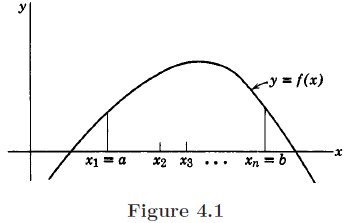 y
y = f(x)
x₁ = a x₂ x₃ ... xₙ = b x
Figure 4.1